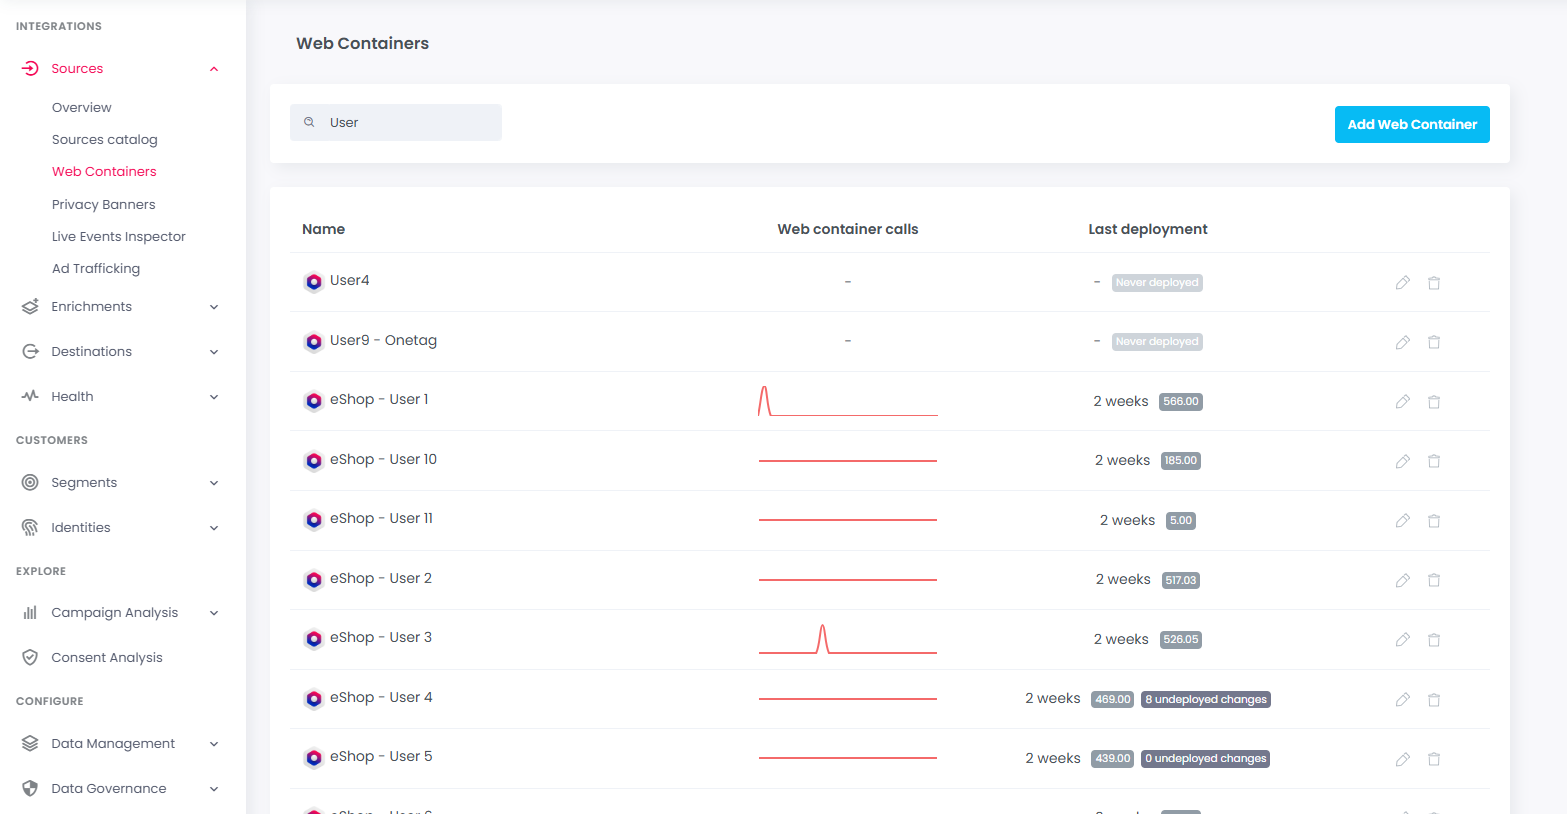 INTEGRATIONS
Sources
Overview
Sources catalog
Web Containers
Privacy Banners
Live Events Inspector
Ad Trafficking
Enrichments
Destinations
Health
CUSTOMERS
Segments
Identities
EXPLORE
Campaign Analysis
Consent Analysis
CONFIGURE
Data Management
Data Governance
Web Containers
User
Add Web Container
Name Web container calls Last deployment
User4 - - Never deployed
User9 - Onetag - - Never deployed
eShop - User 1 2 weeks 566.00
eShop - User 10 2 weeks 185.00
eShop - User 11 2 weeks 5.00
eShop - User 2 2 weeks 517.03
eShop - User 3 2 weeks 526.05
eShop - User 4 2 weeks 469.00 8 undeployed changes
eShop - User 5 2 weeks 439.00 0 undeployed changes